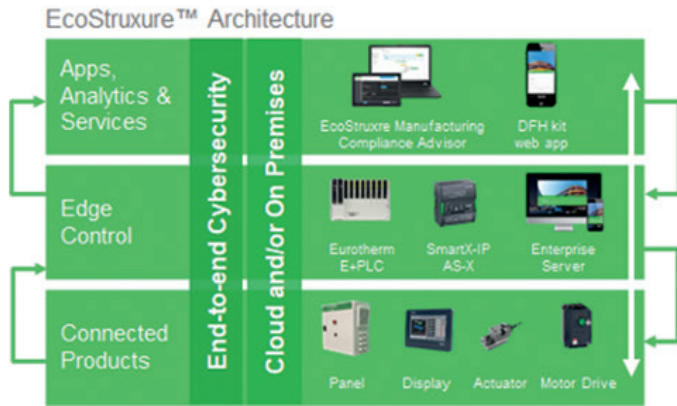 EcoStruxure™ Architecture
Apps,
Analytics &
Services
End-to-end Cybersecurity
Cloud and/or On Premises
EcoStruxre Manufacturing
Compliance Advisor
DFH kit
web app
Edge
Control
Eurotherm
E+PLC
SmartX-IP
AS-X
Enterprise
Server
Connected
Products
Panel
Display
Actuator
Motor Drive